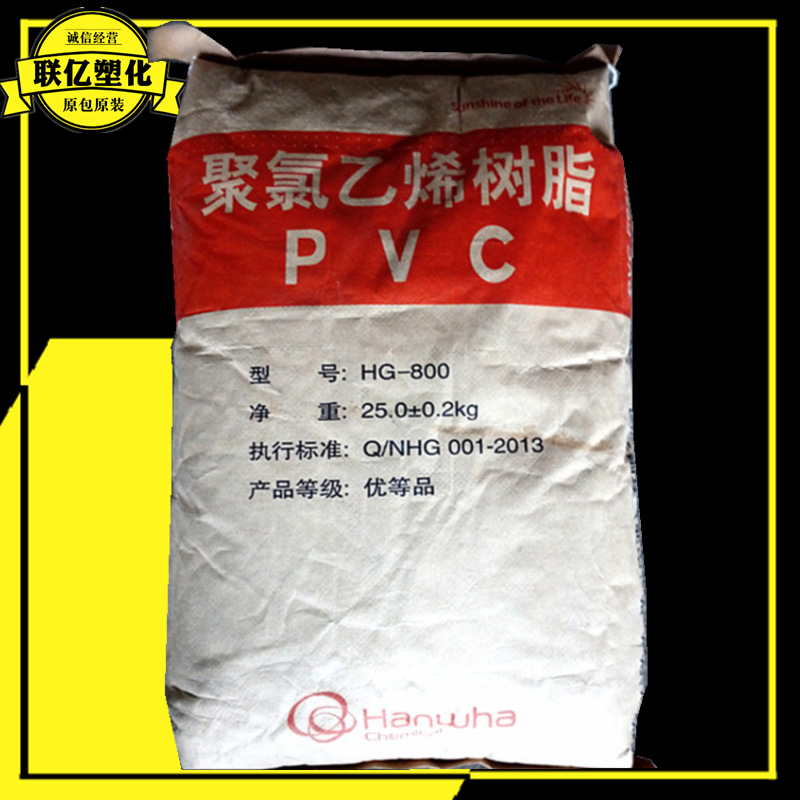 诚信经营
联亿塑化
原包原装
Sunshine of the Life
聚氯乙烯树脂
PVC
型 号: HG-800
净 重: 25.0±0.2kg
执行标准: Q/NHG 001-2013
产品等级: 优等品
Hanwha
Chemical